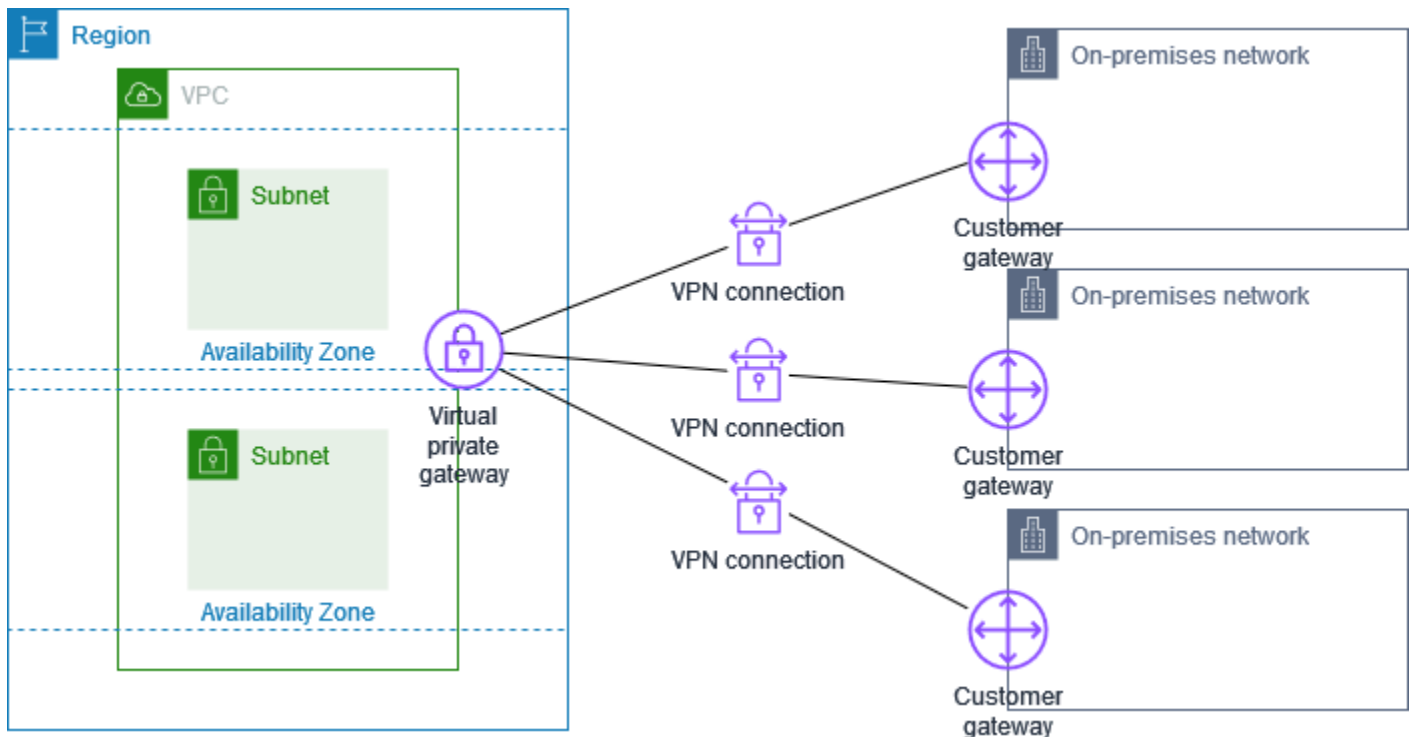 Region
VPC
Subnet
Availability Zone
Subnet
Availability Zone
Virtual
private
gateway
VPN connection
VPN connection
VPN connection
On-premises network
Customer
gateway
On-premises network
Customer
gateway
On-premises network
Customer
gateway